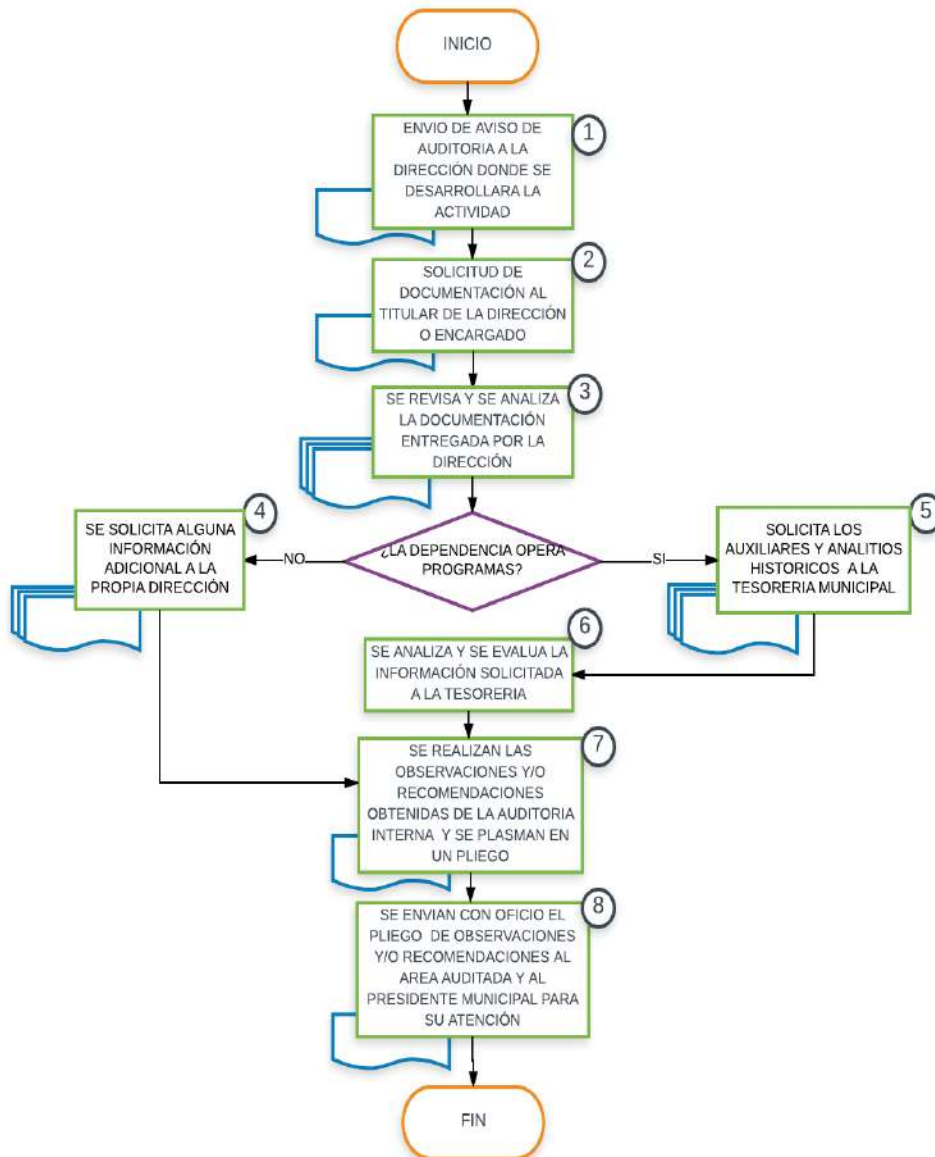 INICIO
1
ENVIO DE AVISO DE
AUDITORIA A LA
DIRECCIÓN DONDE SE
DESARROLLARA LA
ACTIVIDAD
2
SOLICITUD DE
DOCUMENTACIÓN AL
TITULAR DE LA DIRECCIÓN
O ENCARGADO
3
SE REVISA Y SE ANALIZA
LA DOCUMENTACIÓN
ENTREGADA POR LA
DIRECCIÓN
¿LA DEPENDENCIA OPERA
PROGRAMAS?
NO
SI
4
SE SOLICITA ALGUNA
INFORMACIÓN
ADICIONAL A LA
PROPIA DIRECCIÓN
5
SOLICITA LOS
AUXILIARES Y ANALITIOS
HISTORICOS A LA
TESORERIA MUNICIPAL
6
SE ANALIZA Y SE EVALUA LA
INFORMACIÓN SOLICITADA
A LA TESORERIA
7
SE REALIZAN LAS
OBSERVACIONES Y/O
RECOMENDACIONES
OBTENIDAS DE LA AUDITORIA
INTERNA Y SE PLASMAN EN
UN PLIEGO
8
SE ENVIAN CON OFICIO EL
PLIEGO DE OBSERVACIONES
Y/O RECOMENDACIONES AL
AREA AUDITADA Y AL
PRESIDENTE MUNICIPAL PARA
SU ATENCIÓN
FIN